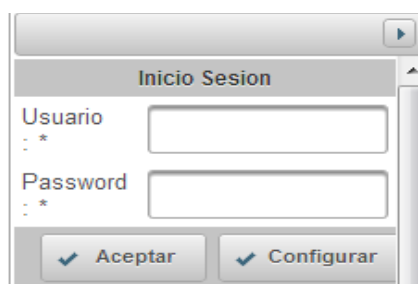 Inicio Sesion
Usuario
: *
Password
: *
Aceptar Configurar